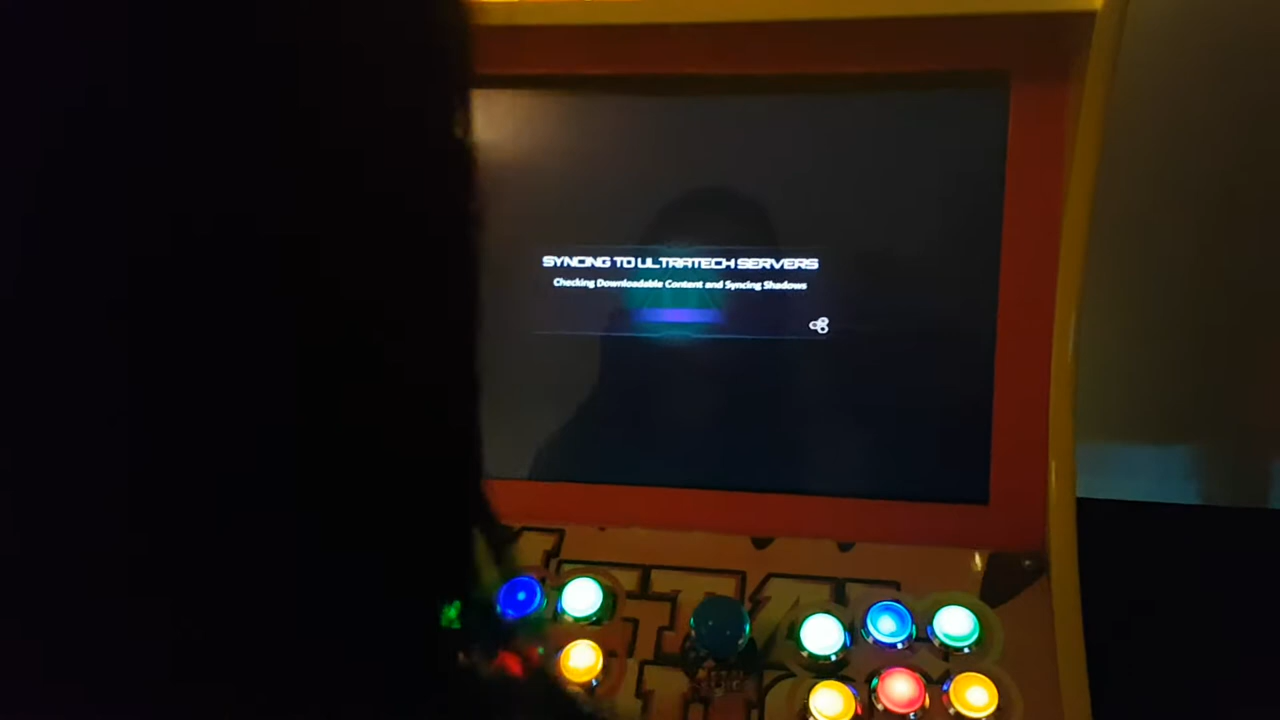 SYNCING TO ULTRATECH SERVERS
Checking Downloadable Content and Syncing Shadows